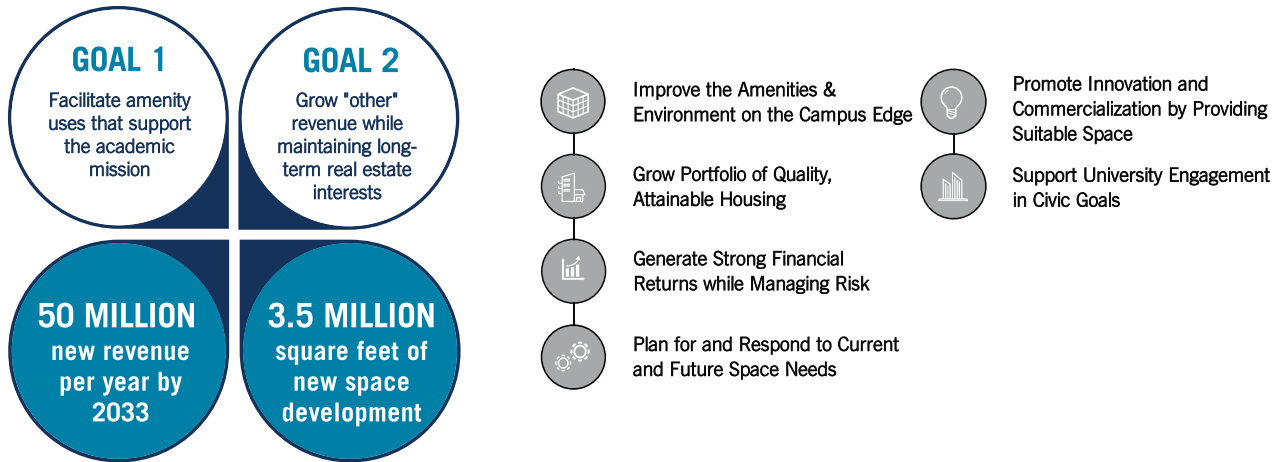 GOAL 1
Facilitate amenity
uses that support
the academic
mission
GOAL 2
Grow "other"
revenue while
maintaining long-
term real estate
interests
50 MILLION
new revenue
per year by
2033
3.5 MILLION
square feet of
new space
development
Improve the Amenities &
Environment on the Campus Edge
Grow Portfolio of Quality,
Attainable Housing
Generate Strong Financial
Returns while Managing Risk
Plan for and Respond to Current
and Future Space Needs
Promote Innovation and
Commercialization by Providing
Suitable Space
Support University Engagement
in Civic Goals